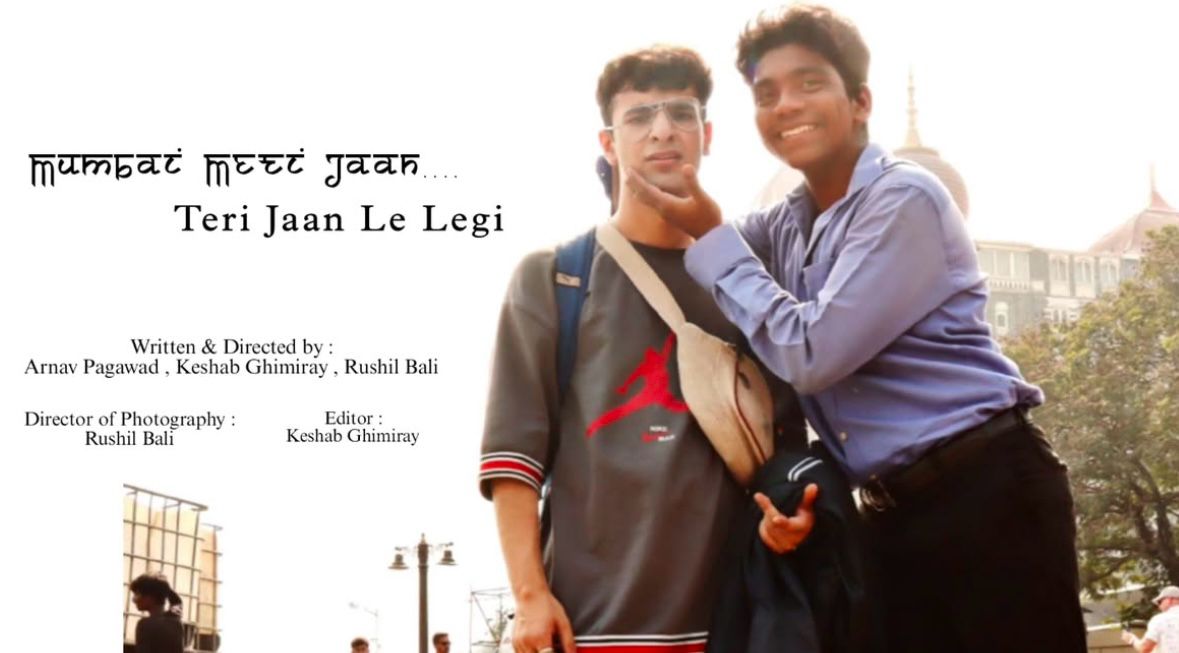 Mumbai Meri Jaan....
Teri Jaan Le Legi
Written & Directed by :
Arnav Pagawad , Keshab Ghimiray , Rushil Bali
Director of Photography :
Rushil Bali
Editor :
Keshab Ghimiray